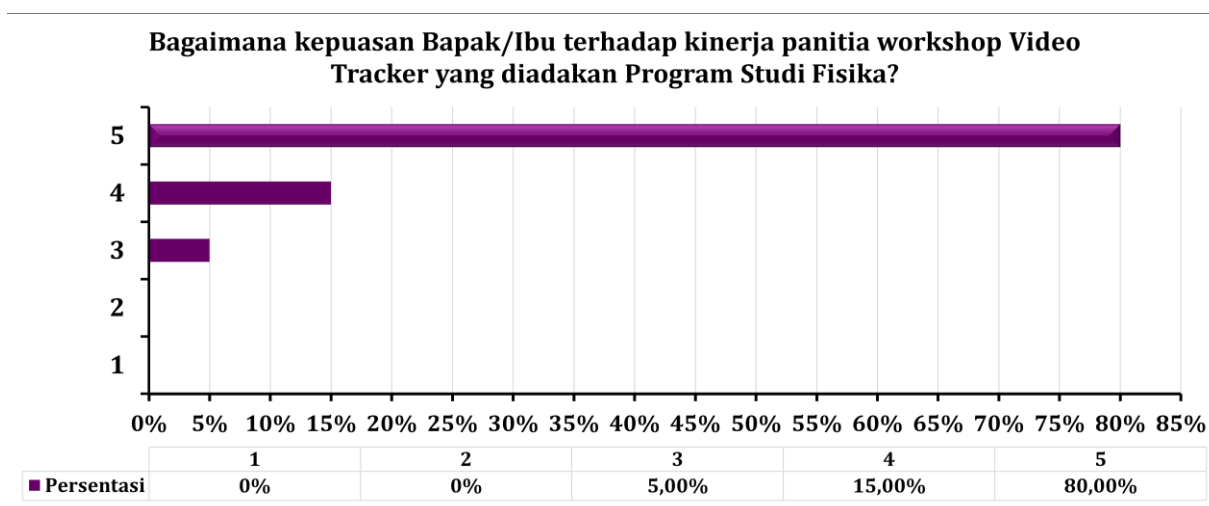 Bagaimana kepuasan Bapak/Ibu terhadap kinerja panitia workshop Video
Tracker yang diadakan Program Studi Fisika?
5
4
3
2
1
0% 5% 10% 15% 20% 25% 30% 35% 40% 45% 50% 55% 60% 65% 70% 75% 80% 85%
1 2 3 4 5
Persentasi 0% 0% 5,00% 15,00% 80,00%